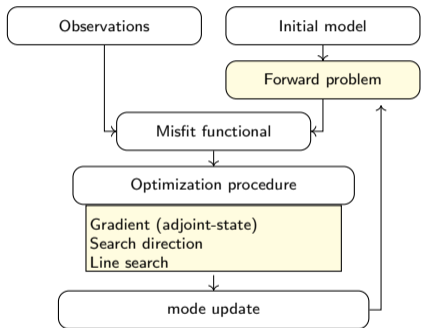 Observations
Initial model
Forward problem
Misfit functional
Optimization procedure
Gradient (adjoint-state)
Search direction
Line search
mode update